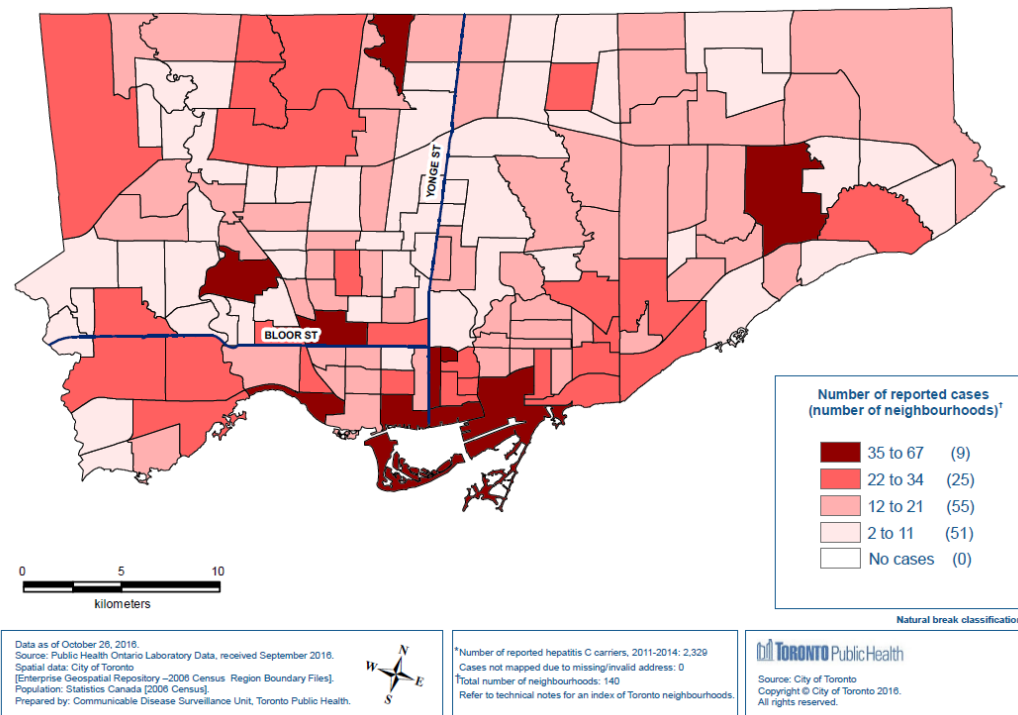 YONGE ST
BLOOR ST
Number of reported cases
(number of neighbourhoods)†
35 to 67 (9)
22 to 34 (25)
12 to 21 (55)
2 to 11 (51)
No cases (0)
0 5 10
kilometers
Natural break classification
Data as of October 26, 2016.
Source: Public Health Ontario Laboratory Data, received September 2016.
Spatial data: City of Toronto
[Enterprise Geospatial Repository –2006 Census Region Boundary Files].
Population: Statistics Canada [2006 Census].
Prepared by: Communicable Disease Surveillance Unit, Toronto Public Health.
N
W E
S
*Number of reported hepatitis C carriers, 2011-2014: 2,329
Cases not mapped due to missing/invalid address: 0
†Total number of neighbourhoods: 140
Refer to technical notes for an index of Toronto neighbourhoods.
TORONTO Public Health
Source: City of Toronto
Copyright © City of Toronto 2016.
All rights reserved.